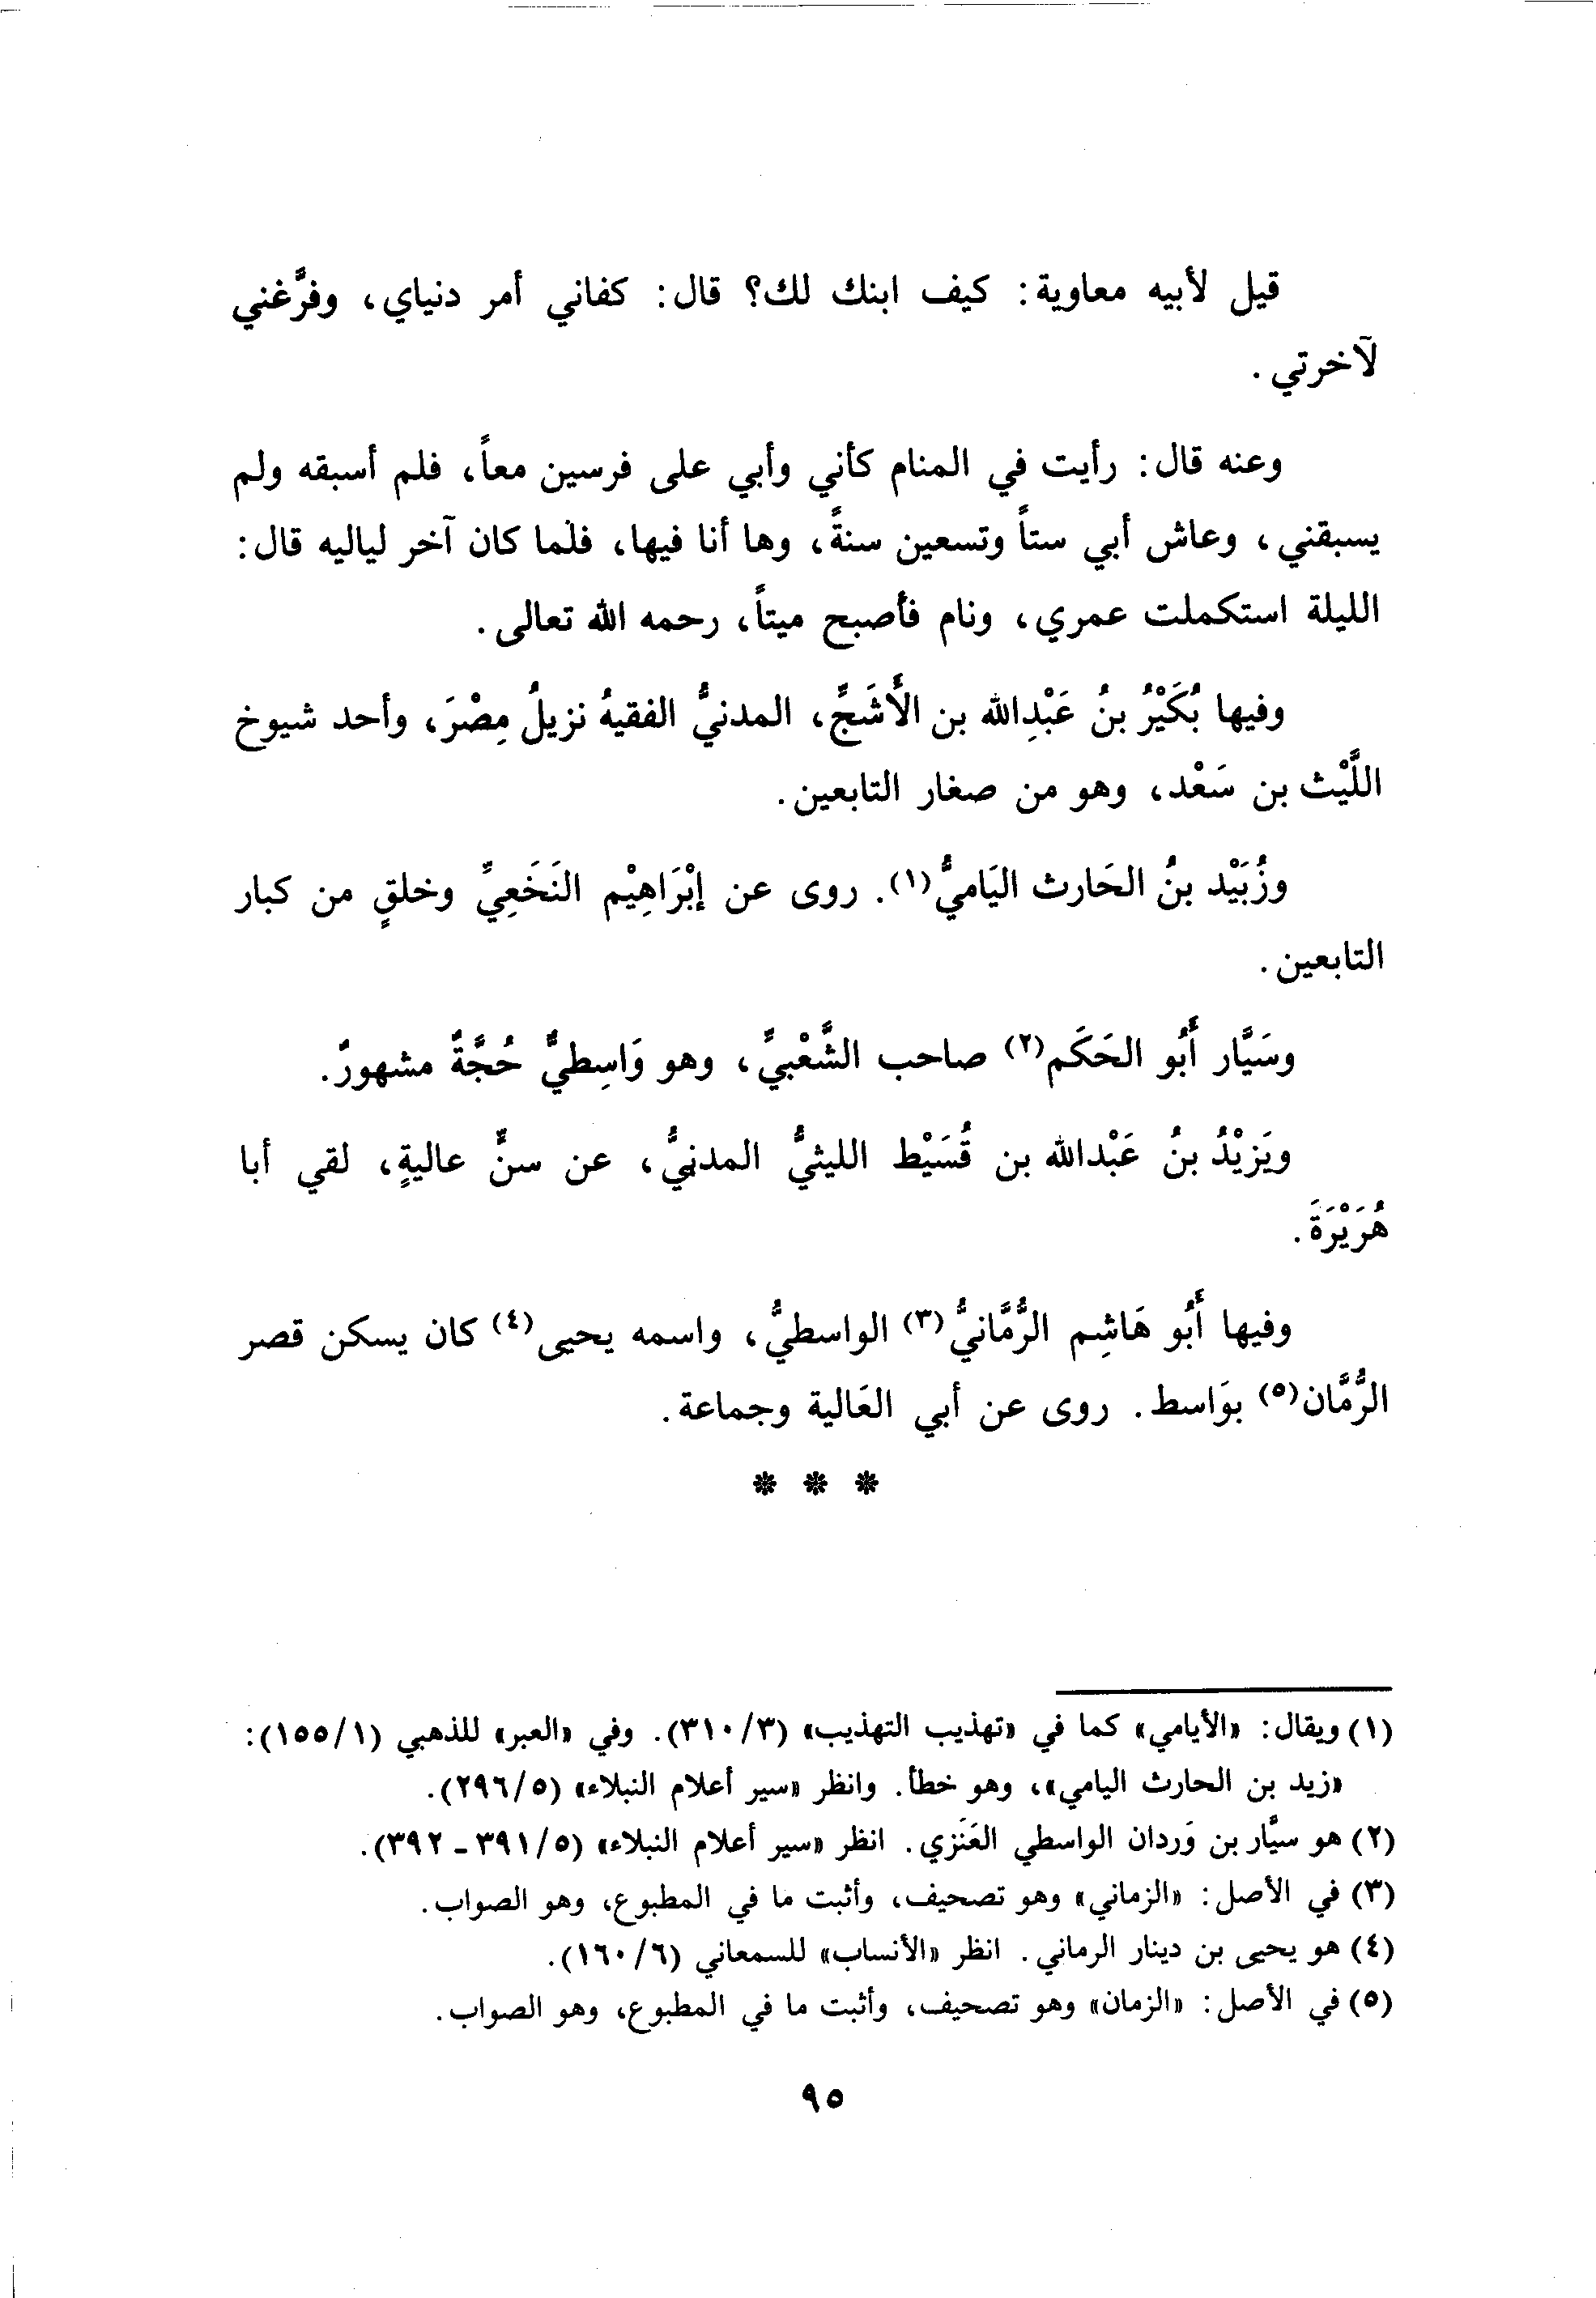 قيل لأبيه معاوية: كيف ابنك لك؟ قال: كفاني أمر دنياي، وفرَّغني
لآخرتي.
وعنه قال: رأيت في المنام كأني وأبي على فرسين معاً، فلم أسبقه ولم
يسبقني، وعاش أبي ستاً وتسعين سنةً، وها أنا فيها، فلما كان آخر لياليه قال:
الليلة استكملت عمري، ونام فأصبح ميتاً، رحمه الله تعالى.
وفيها بُكَيْرُ بنُ عَبْدِالله بن الأَشَجِّ، المدنيُّ الفقيهُ نزيلُ مِصْرَ، وأحد شيوخ
اللَّيْث بن سَعْد، وهو من صغار التابعين.
وزُبَيْد بنُ الحَارث اليَاميُّ(١). روى عن إبْرَاهِيْم النَخَعِيِّ وخلقٍ من كبار
التابعين.
وسَيَّار أَبُو الحَكَم(٢) صاحب الشَّعْبيِّ، وهو وَاسِطيٌّ حُجَّةٌ مشهورٌ.
ويَزيْدُ بنُ عَبْدالله بن قُسَيْط الليثيُّ المدنيُّ، عن سنٍّ عاليةٍ، لقي أبا
هُرَيْرَةَ.
وفيها أَبُو هَاشِم الرُّمَّانيُّ(٣) الواسطيُّ، واسمه يحيى(٤) كان يسكن قصر
الرُّمَّان(٥) بوَاسط. روى عن أبي العَالية وجماعة.
* * *
(١) ويقال: «الأيامي» كما في «تهذيب التهذيب» (٣١٠/٣). وفي «العبر» للذهبي (١٥٥/١):
«زيد بن الحارث اليامي»، وهو خطأ. وانظر «سير أعلام النبلاء» (٢٩٦/٥).
(٢) هو سيَّار بن وَردان الواسطي العَنَزي. انظر «سير أعلام النبلاء» (٣٩١/٥ - ٣٩٢).
(٣) في الأصل: «الزماني» وهو تصحيف، وأثبت ما في المطبوع، وهو الصواب.
(٤) هو يحيى بن دينار الرماني. انظر «الأنساب» للسمعاني (١٦٠/٦).
(٥) في الأصل: «الزمان» وهو تصحيف، وأثبت ما في المطبوع، وهو الصواب.
٩٥